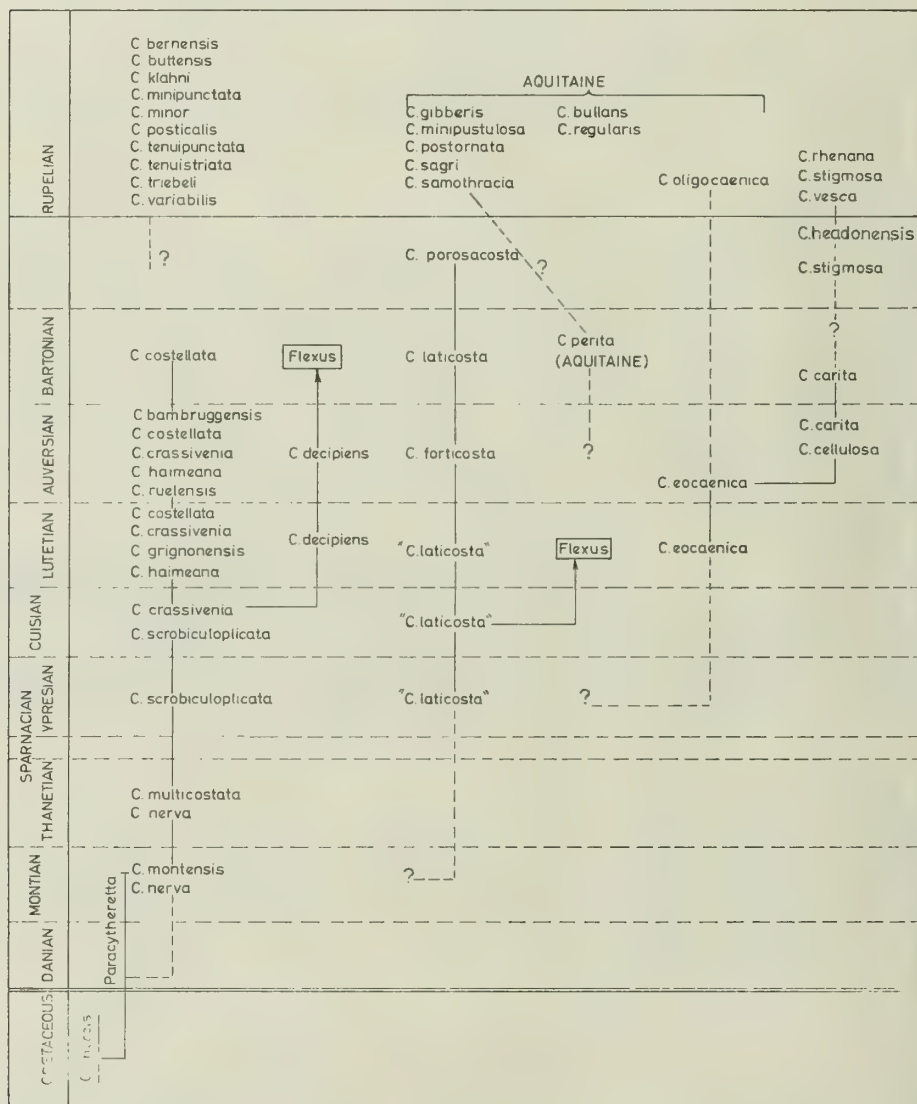 RUPELIAN
C bernensis
C buttensis
C klahni
C. minipunctata
C. minor
C posticalis
C. tenuipunctata
C. tenuistriata
C. triebeli
C. variabilis
?
AQUITAINE
C. gibberis
C. minipustulosa
C. postornata
C. sagri
C. samothracia
C. bullans
C. regularis
C oligocaenica
C. rhenana
C. stigmosa
C. vesca
C. porosacosta
?
C. headonensis
C. stigmosa
BARTONIAN
C costellata
Flexus
C laticosta
C perita
(AQUITAINE)
?
C carita
AUVERSIAN
C bambruggensis
C costellata
C. crassivenia
C haimeana
C. ruelensis
C decipiens
C. forticosta
?
C. eocaenica
C. carita
C. cellulosa
LUTETIAN
C costellata
C. crassivenia
C grignonensis
C. haimeana
C. decipiens
"C. laticosta"
Flexus
C. eocaenica
CUISIAN
C crassivenia
C. scrobiculoplicata
"C. laticosta"
SPARNACIAN
YPRESIAN
C. scrobiculoplicata
"C. laticosta"
?
THANETIAN
C. multicostata
C nerva
MONTIAN
C. montensis
C. nerva
?
Paracytheretta
DANIAN
CRETACEOUS